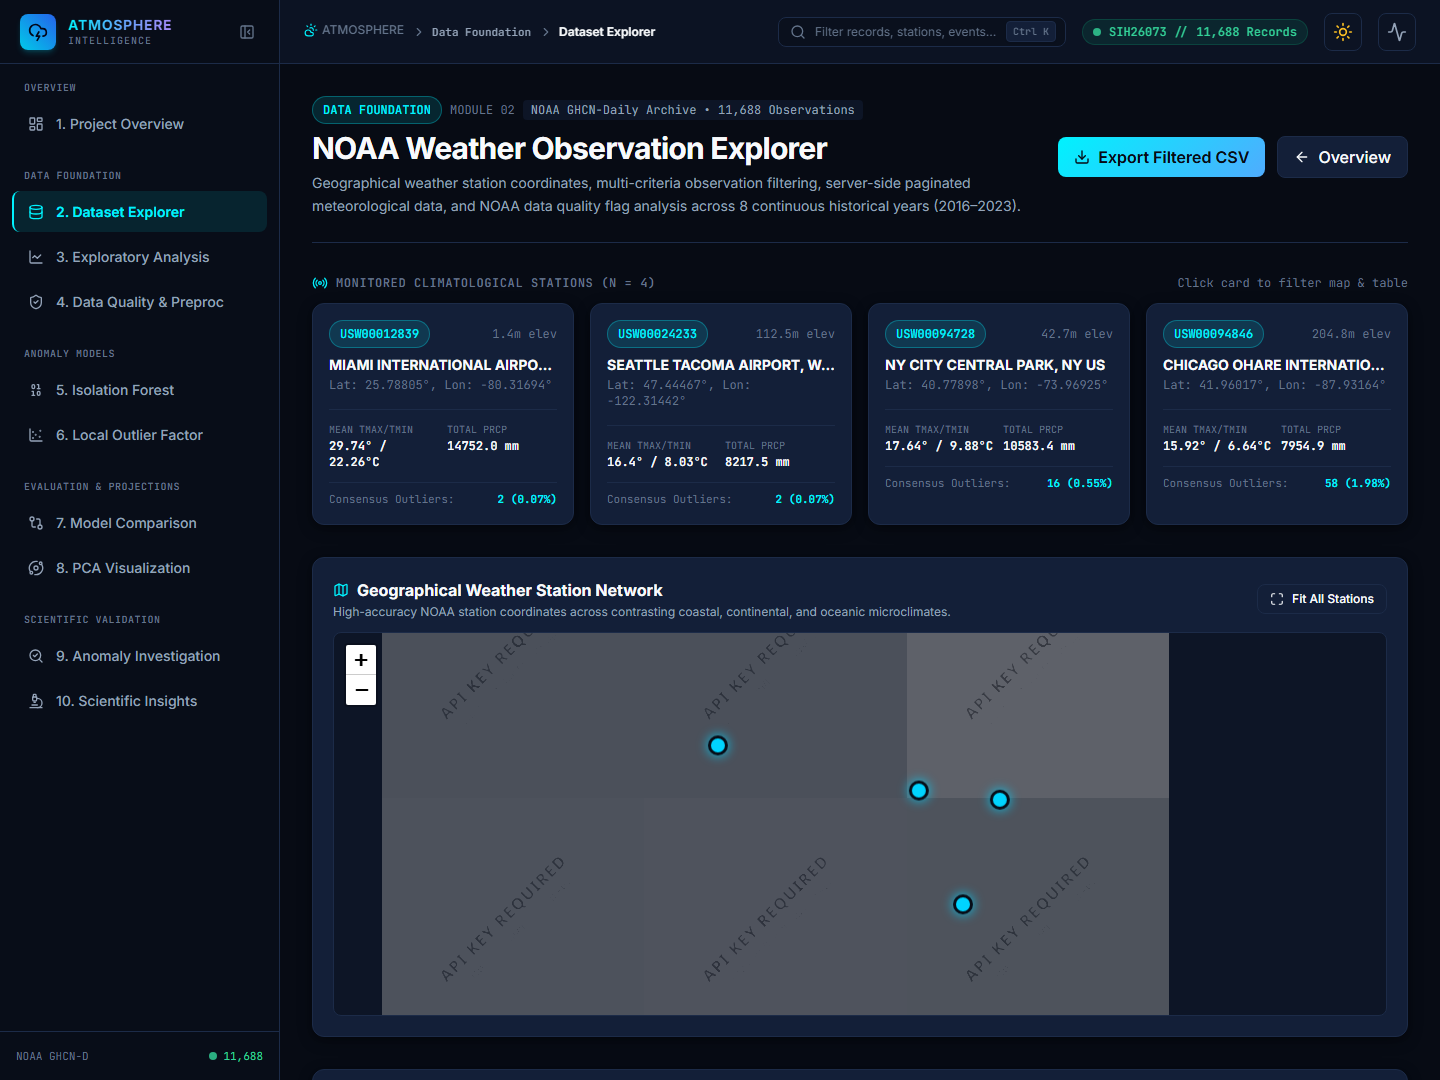 ATMOSPHERE
INTELLIGENCE
OVERVIEW
1. Project Overview
DATA FOUNDATION
2. Dataset Explorer
3. Exploratory Analysis
4. Data Quality & Preproc
ANOMALY MODELS
5. Isolation Forest
6. Local Outlier Factor
EVALUATION & PROJECTIONS
7. Model Comparison
8. PCA Visualization
SCIENTIFIC VALIDATION
9. Anomaly Investigation
10. Scientific Insights
NOAA GHCN-D
11,688
ATMOSPHERE > Data Foundation > Dataset Explorer
Filter records, stations, events... Ctrl K
SIH26073 // 11,688 Records
DATA FOUNDATION MODULE 02 NOAA GHCN-Daily Archive • 11,688 Observations
NOAA Weather Observation Explorer
Geographical weather station coordinates, multi-criteria observation filtering, server-side paginated
meteorological data, and NOAA data quality flag analysis across 8 continuous historical years (2016–2023).
Export Filtered CSV
Overview
MONITORED CLIMATOLOGICAL STATIONS (N = 4)
Click card to filter map & table
USW00012839 1.4m elev
MIAMI INTERNATIONAL AIRPO...
Lat: 25.78805°, Lon: -80.31694°
MEAN TMAX/TMIN TOTAL PRCP
29.74° / 14752.0 mm
22.26°C
Consensus Outliers: 2 (0.07%)
USW00024233 112.5m elev
SEATTLE TACOMA AIRPORT, W...
Lat: 47.44467°, Lon:
-122.31442°
MEAN TMAX/TMIN TOTAL PRCP
16.4° / 8.03°C 8217.5 mm
Consensus Outliers: 2 (0.07%)
USW00094728 42.7m elev
NY CITY CENTRAL PARK, NY US
Lat: 40.77898°, Lon: -73.96925°
MEAN TMAX/TMIN TOTAL PRCP
17.64° / 9.88°C 10583.4 mm
Consensus Outliers: 16 (0.55%)
USW00094846 204.8m elev
CHICAGO OHARE INTERNATIO...
Lat: 41.96017°, Lon: -87.93164°
MEAN TMAX/TMIN TOTAL PRCP
15.92° / 6.64°C 7954.9 mm
Consensus Outliers: 58 (1.98%)
Geographical Weather Station Network
High-accuracy NOAA station coordinates across contrasting coastal, continental, and oceanic microclimates.
Fit All Stations
+
−
API KEY REQU
API KEY REQU
API KEY REQU
API KEY REQUIRED
API KEY REQUIRED
API KEY REQUIRED